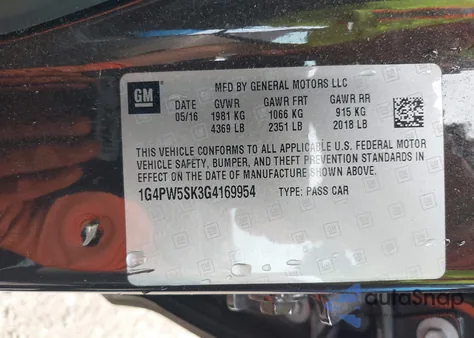 GM
MFD BY GENERAL MOTORS LLC
DATE GVWR GAWR FRT GAWR RR
05/16 1981 KG 1066 KG 915 KG
4369 LB 2351 LB 2018 LB
THIS VEHICLE CONFORMS TO ALL APPLICABLE U.S. FEDERAL MOTOR
VEHICLE SAFETY, BUMPER, AND THEFT PREVENTION STANDARDS IN
EFFECT ON THE DATE OF MANUFACTURE SHOWN ABOVE.
1G4PW5SK3G4169954 TYPE: PASS CAR
autoSnap